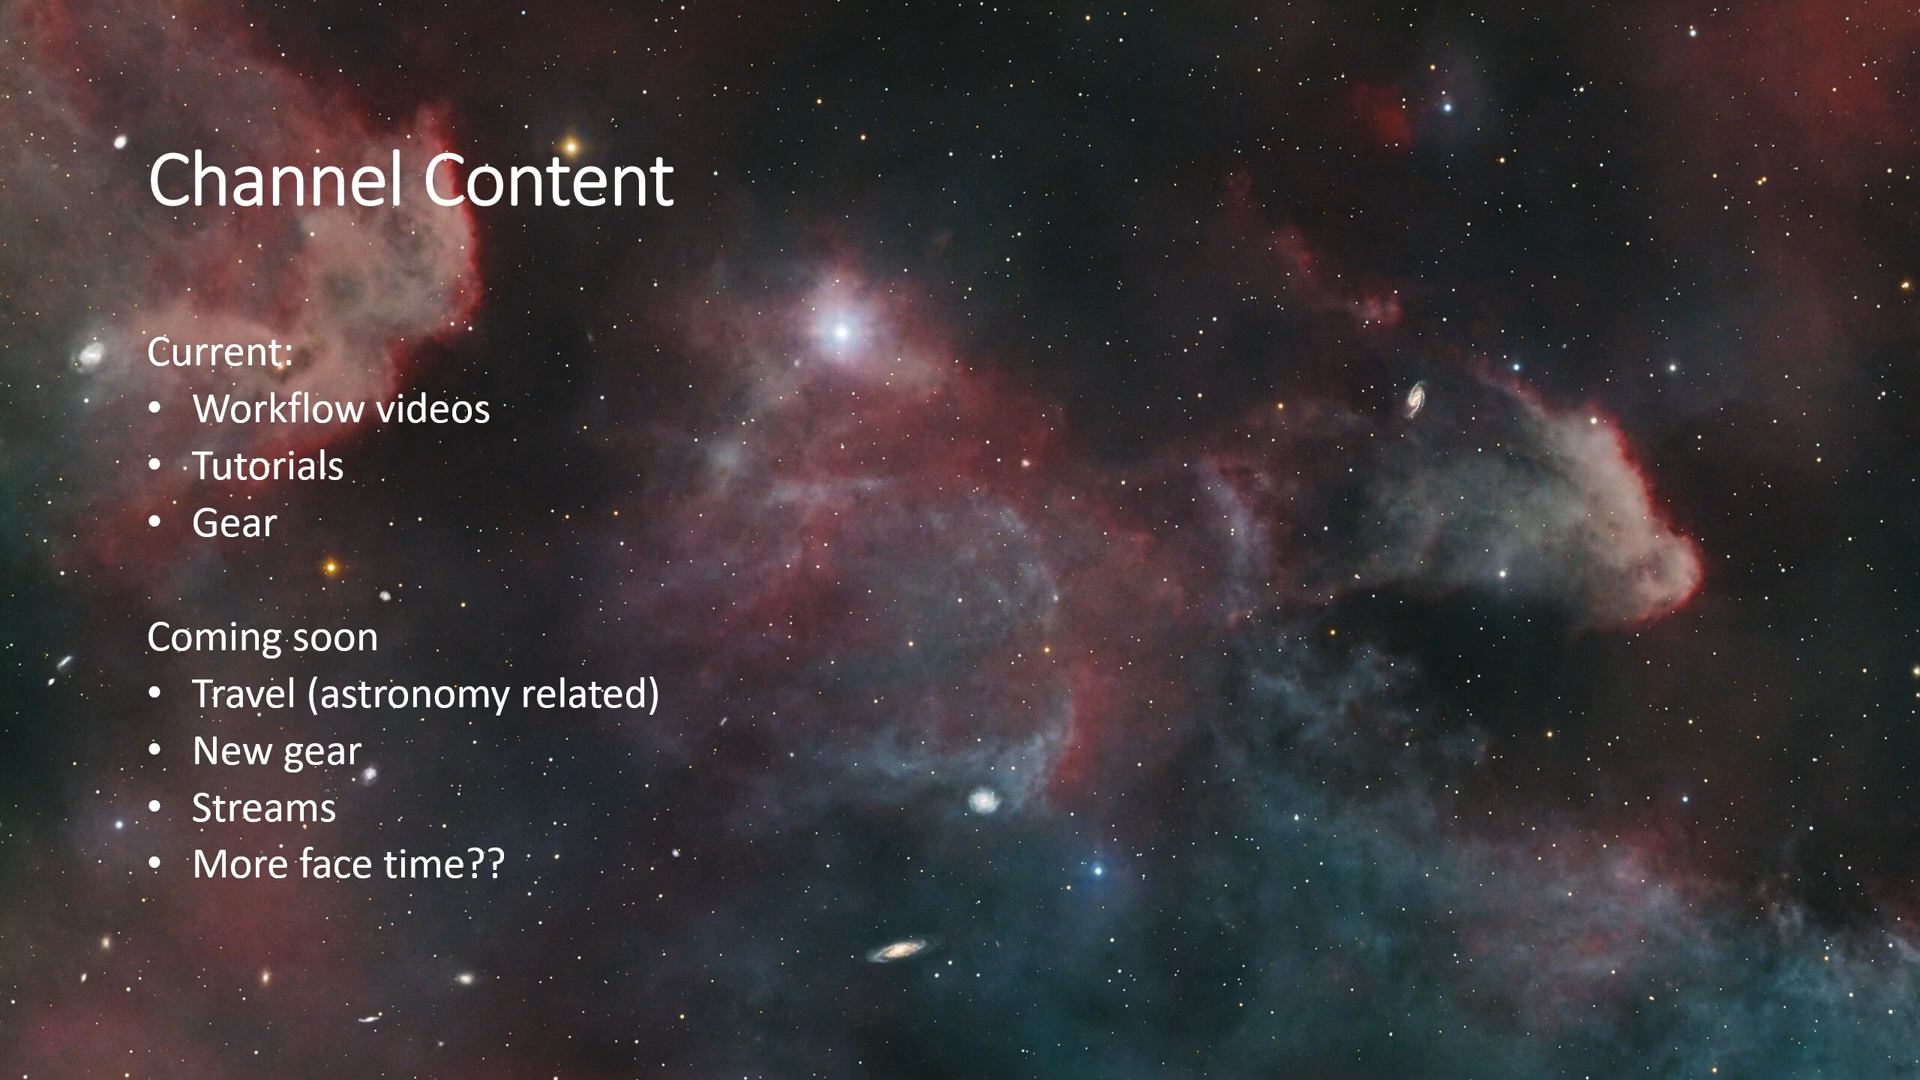 Channel Content
Current:
• Workflow videos
• Tutorials
• Gear
Coming soon
• Travel (astronomy related)
• New gear
• Streams
• More face time??